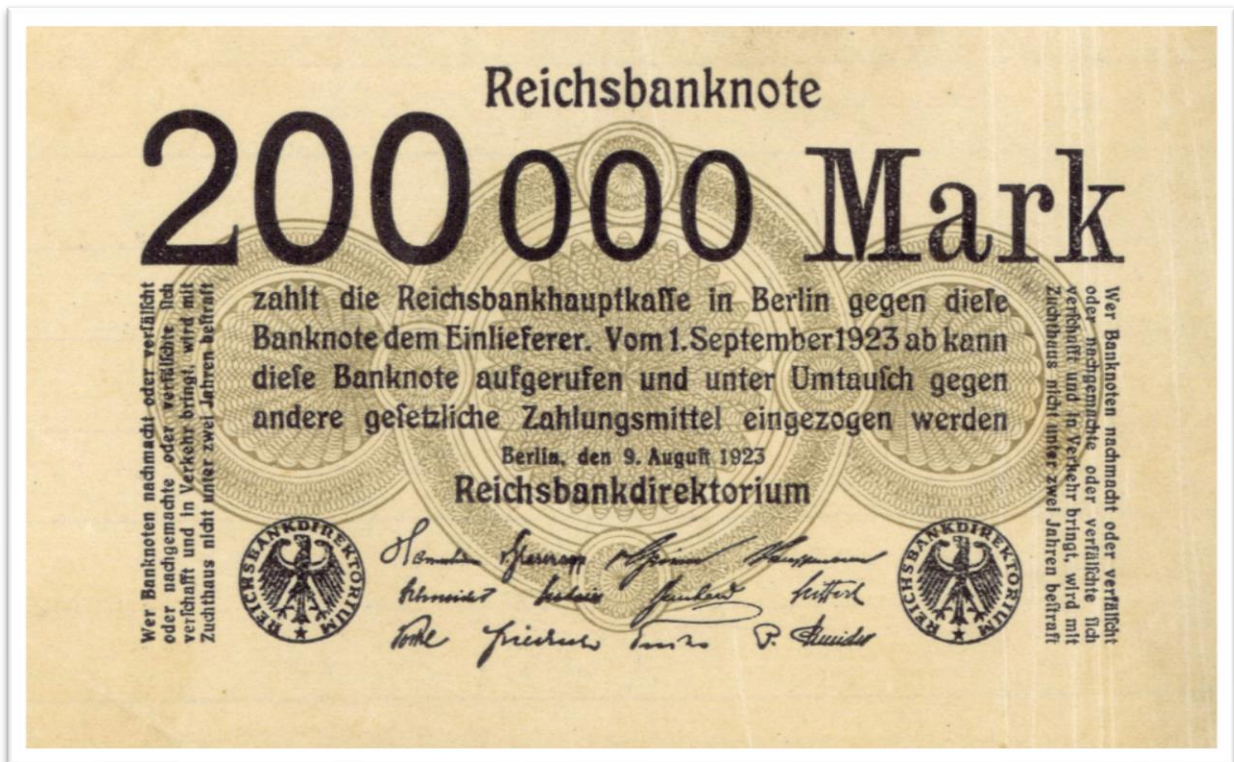 Reichsbanknote
200000 Mark
zahlt die Reichsbankhauptkaſſe in Berlin gegen dieſe
Banknote dem Einlieferer. Vom 1. September 1923 ab kann
dieſe Banknote aufgerufen und unter Umtauſch gegen
andere geſetzliche Zahlungsmittel eingezogen werden
Berlin, den 9. Auguſt 1923
Reichsbankdirektorium
Wer Banknoten nachmacht oder verfälſcht
oder nachgemachte oder verfälſchte ſich
verſchafft und in Verkehr bringt, wird mit
Zuchthaus nicht unter zwei Jahren beſtraft
Wer Banknoten nachmacht oder verfälſcht
oder nachgemachte oder verfälſchte ſich
verſchafft und in Verkehr bringt, wird mit
Zuchthaus nicht unter zwei Jahren beſtraft
REICHSBANKDIREKTORIUM
REICHSBANKDIREKTORIUM